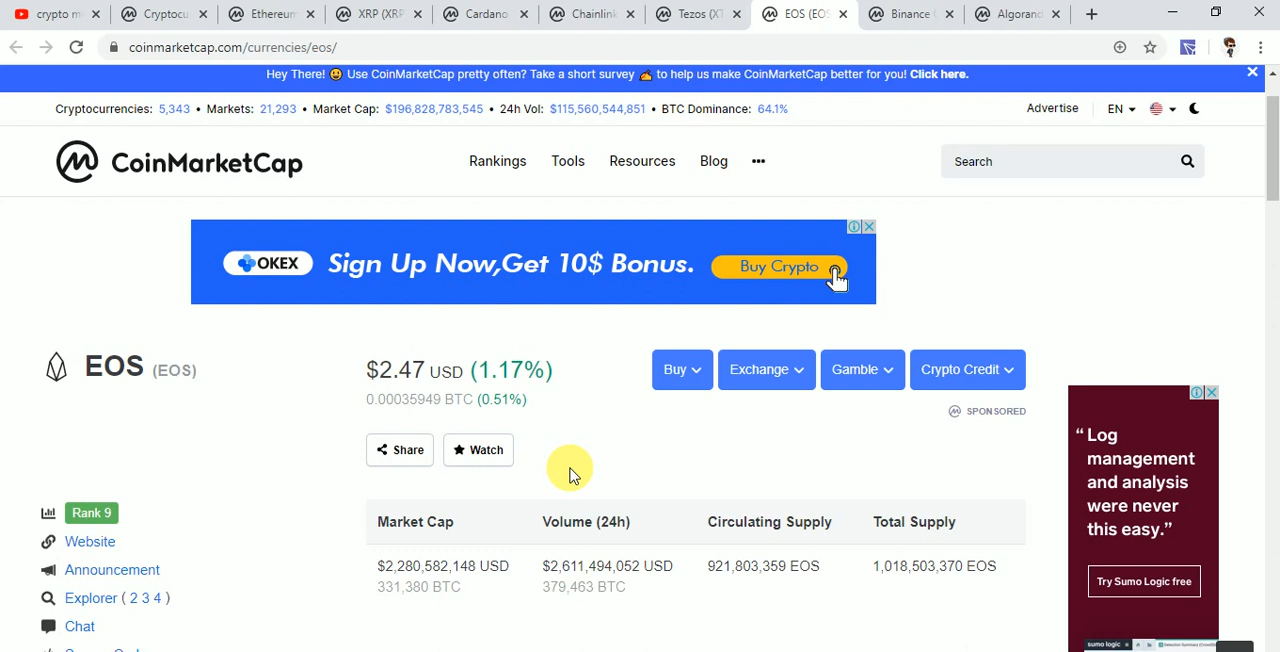 crypto m
Cryptocu
Ethereum
XRP (XRP
Cardano
Chainlink
Tezos (XT
EOS (EOS
Binance
Algorand
coinmarketcap.com/currencies/eos/
Hey There! 😀 Use CoinMarketCap pretty often? Take a short survey ✍ to help us make CoinMarketCap better for you! Click here.
Cryptocurrencies: 5,343 • Markets: 21,293 • Market Cap: $196,828,783,545 • 24h Vol: $115,560,544,851 • BTC Dominance: 64.1%
Advertise
EN
CoinMarketCap
Rankings
Tools
Resources
Blog
•••
Search
OKEX
Sign Up Now,Get 10$ Bonus.
Buy Crypto
EOS (EOS)
$2.47 USD (1.17%)
0.00035949 BTC (0.51%)
Buy
Exchange
Gamble
Crypto Credit
SPONSORED
Share
Watch
Rank 9
Website
Announcement
Explorer ( 2 3 4 )
Chat
Market Cap
Volume (24h)
Circulating Supply
Total Supply
$2,280,582,148 USD
$2,611,494,052 USD
921,803,359 EOS
1,018,503,370 EOS
331,380 BTC
379,463 BTC
“ Log
management
and analysis
were never
this easy.”
Try Sumo Logic free
sumo logic